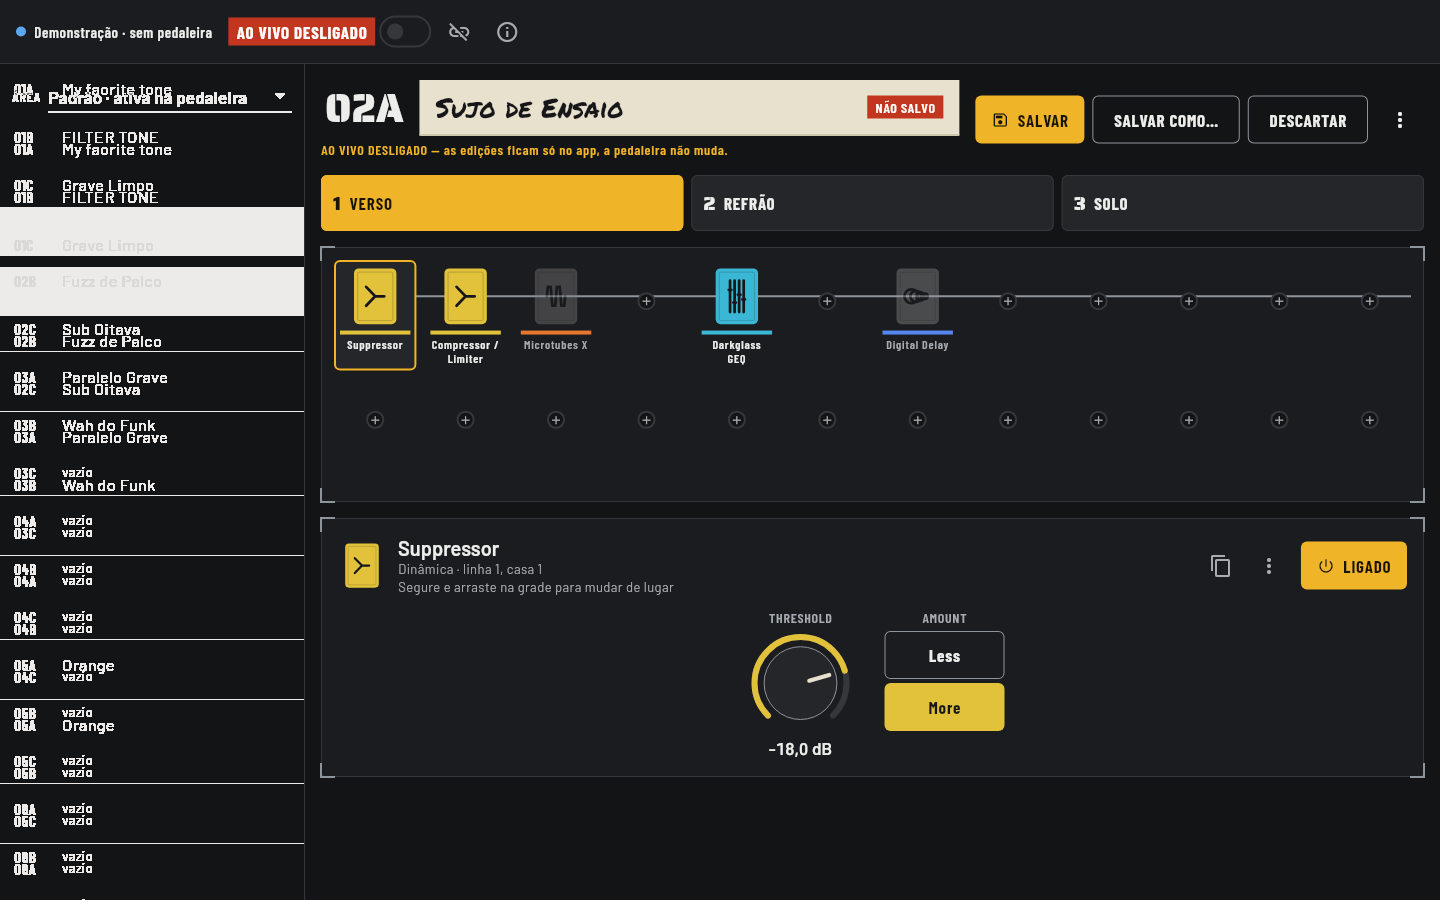 Demonstração · sem pedaleira
AO VIVO DESLIGADO
01A My faorite tone
ÁREA Padrão · ativa na pedaleira
01B FILTER TONE
01A My faorite tone
01C Grave Limpo
01B FILTER TONE
01C Grave Limpo
02B Fuzz de Palco
02C Sub Oitava
02B Fuzz de Palco
03A Paralelo Grave
02C Sub Oitava
03B Wah do Funk
03A Paralelo Grave
03C vazio
03B Wah do Funk
04A vazio
03C vazio
04B vazio
04A vazio
04C vazio
04B vazio
05A Orange
04C vazio
05B vazio
05A Orange
05C vazio
05B vazio
06A vazio
05C vazio
06B vazio
06A vazio
02A
Sujo de Ensaio
NÃO SALVO
SALVAR
SALVAR COMO...
DESCARTAR
AO VIVO DESLIGADO — as edições ficam só no app, a pedaleira não muda.
1 VERSO
2 REFRÃO
3 SOLO
Suppressor
Compressor /
Limiter
Microtubes X
Darkglass
GEQ
Digital Delay
Suppressor
Dinâmica · linha 1, casa 1
Segure e arraste na grade para mudar de lugar
LIGADO
THRESHOLD
-18,0 dB
AMOUNT
Less
More